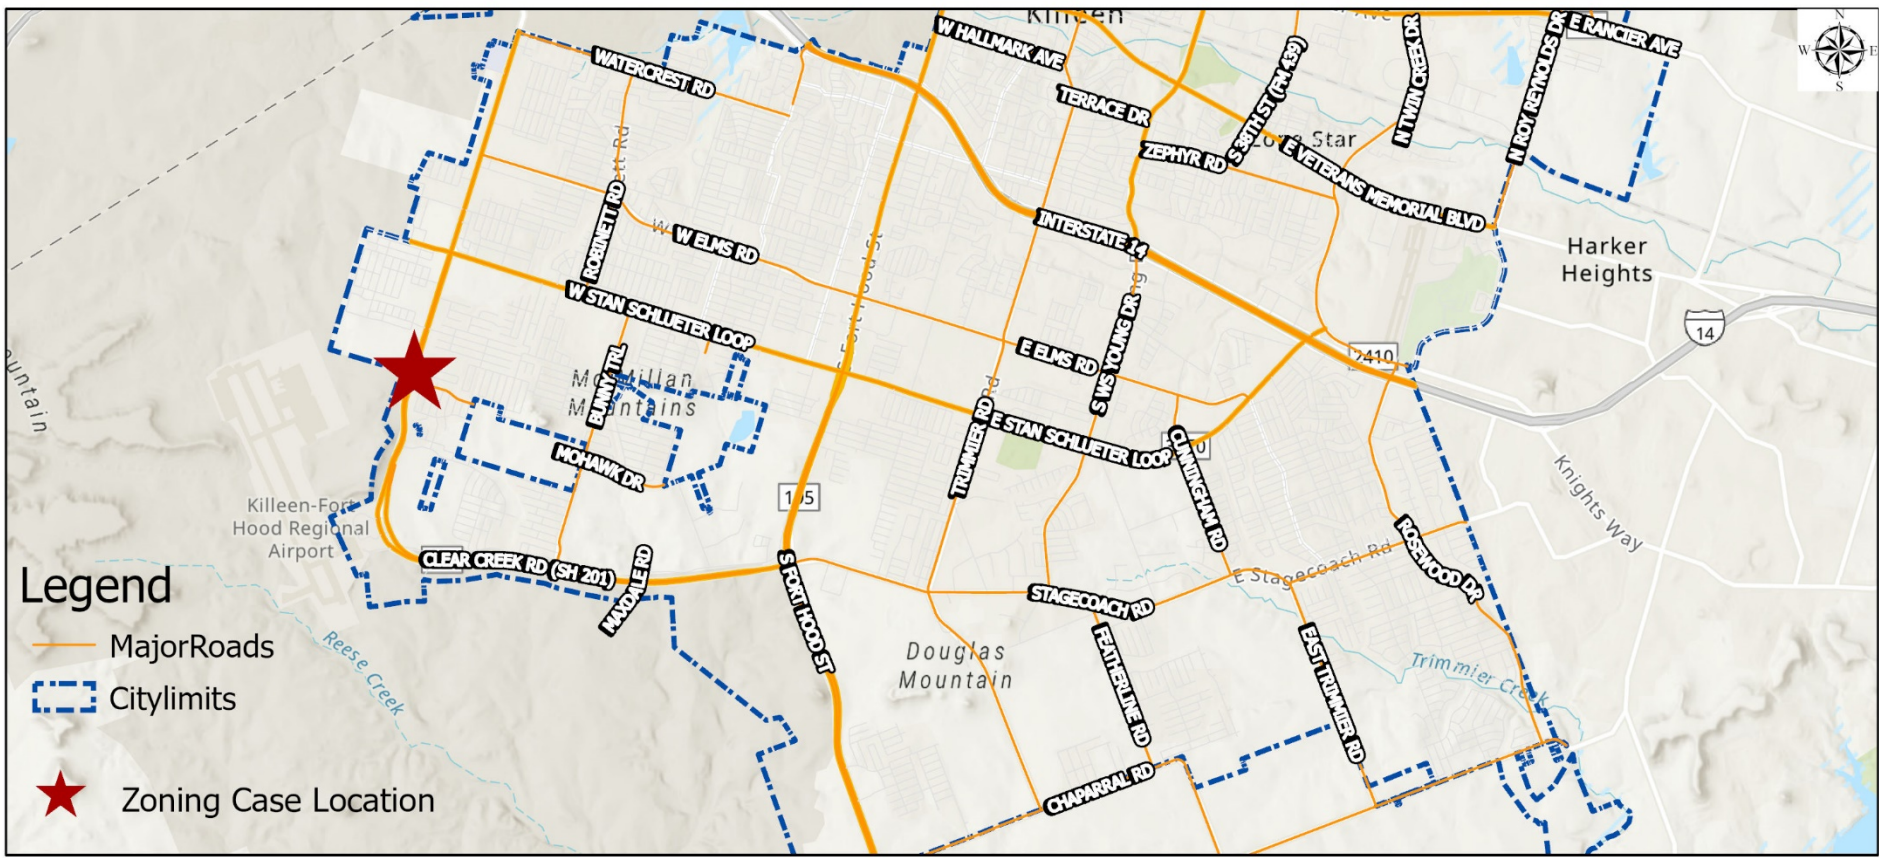 Killeen
N
W E
S
W HALLMARK AVE
E RANCIER AVE
N TWIN CREEK DR
N ROY REYNOLDS DR
WATERCREST RD
TERRACE DR
S 38TH ST (FM 439)
Lone Star
ZEPHYR RD
E VETERANS MEMORIAL BLVD
ROBINETT RD
W ELMS RD
INTERSTATE 14
Harker
Heights
14
W STAN SCHLUETER LOOP
S Fort Hood St
S WS YOUNG DR
E ELMS RD
2410
BUNNY TRL
McMillan
Mountains
TRIMMIER RD
E STAN SCHLUETER LOOP
CUNNINGHAM RD
MOHAWK DR
195
Knights Way
Killeen-Fort
Hood Regional
Airport
CLEAR CREEK RD (SH 201)
MAXDALE RD
S FORT HOOD ST
E Stagecoach Rd
ROSEWOOD DR
STAGECOACH RD
FEATHERLINE RD
EAST TRIMMIER RD
Douglas
Mountain
Trimmier Creek
Reese Creek
CHAPARRAL RD
Legend
MajorRoads
Citylimits
Zoning Case Location